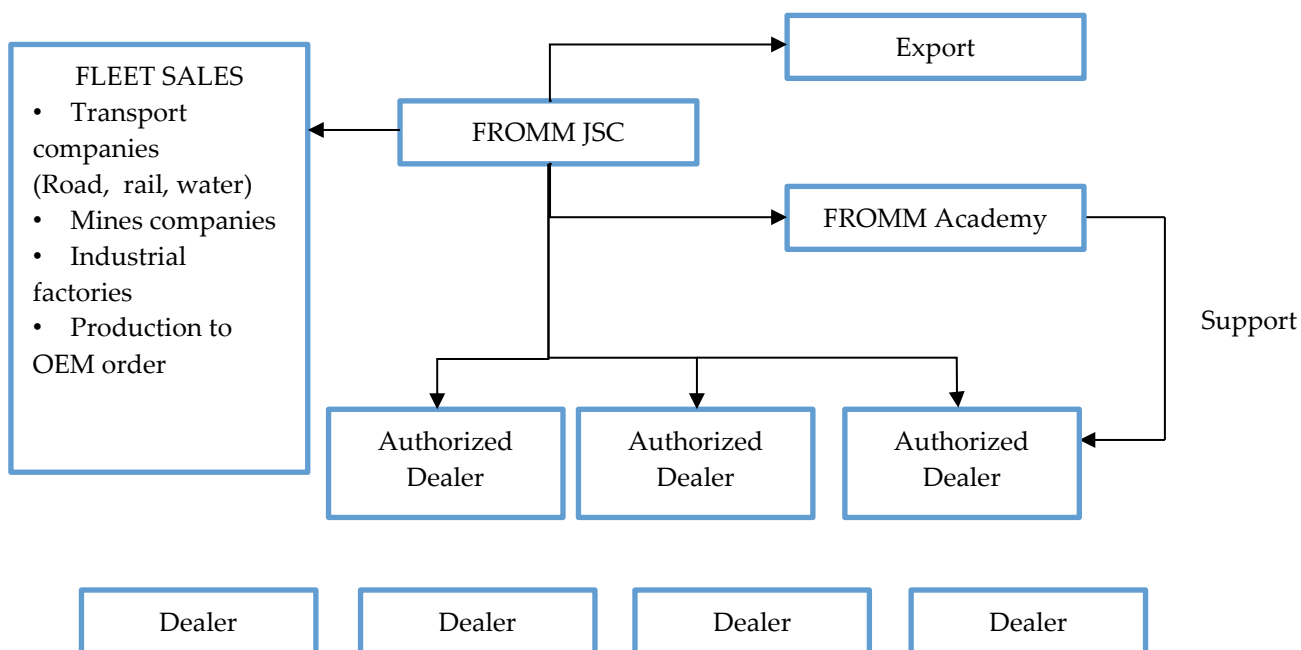 Export
FLEET SALES
• Transport
companies
(Road, rail, water)
• Mines companies
• Industrial
factories
• Production to
OEM order
FROMM JSC
FROMM Academy
Support
Authorized
Dealer
Authorized
Dealer
Authorized
Dealer
Dealer
Dealer
Dealer
Dealer